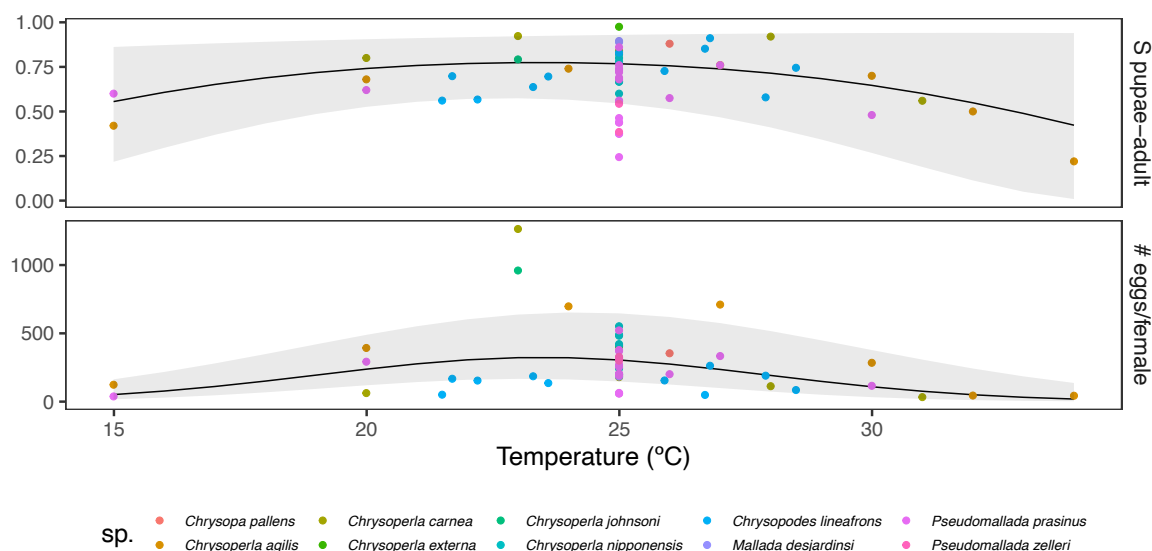 1.00
0.75
0.50
0.25
0.00
S pupae−adult
1000
500
0
# eggs/female
15 20 25 30
Temperature (ºC)
sp.
Chrysopa pallens Chrysoperla carnea Chrysoperla johnsoni Chrysopodes lineafrons Pseudomallada prasinus
Chrysoperla agilis Chrysoperla externa Chrysoperla nipponensis Mallada desjardinsi Pseudomallada zelleri